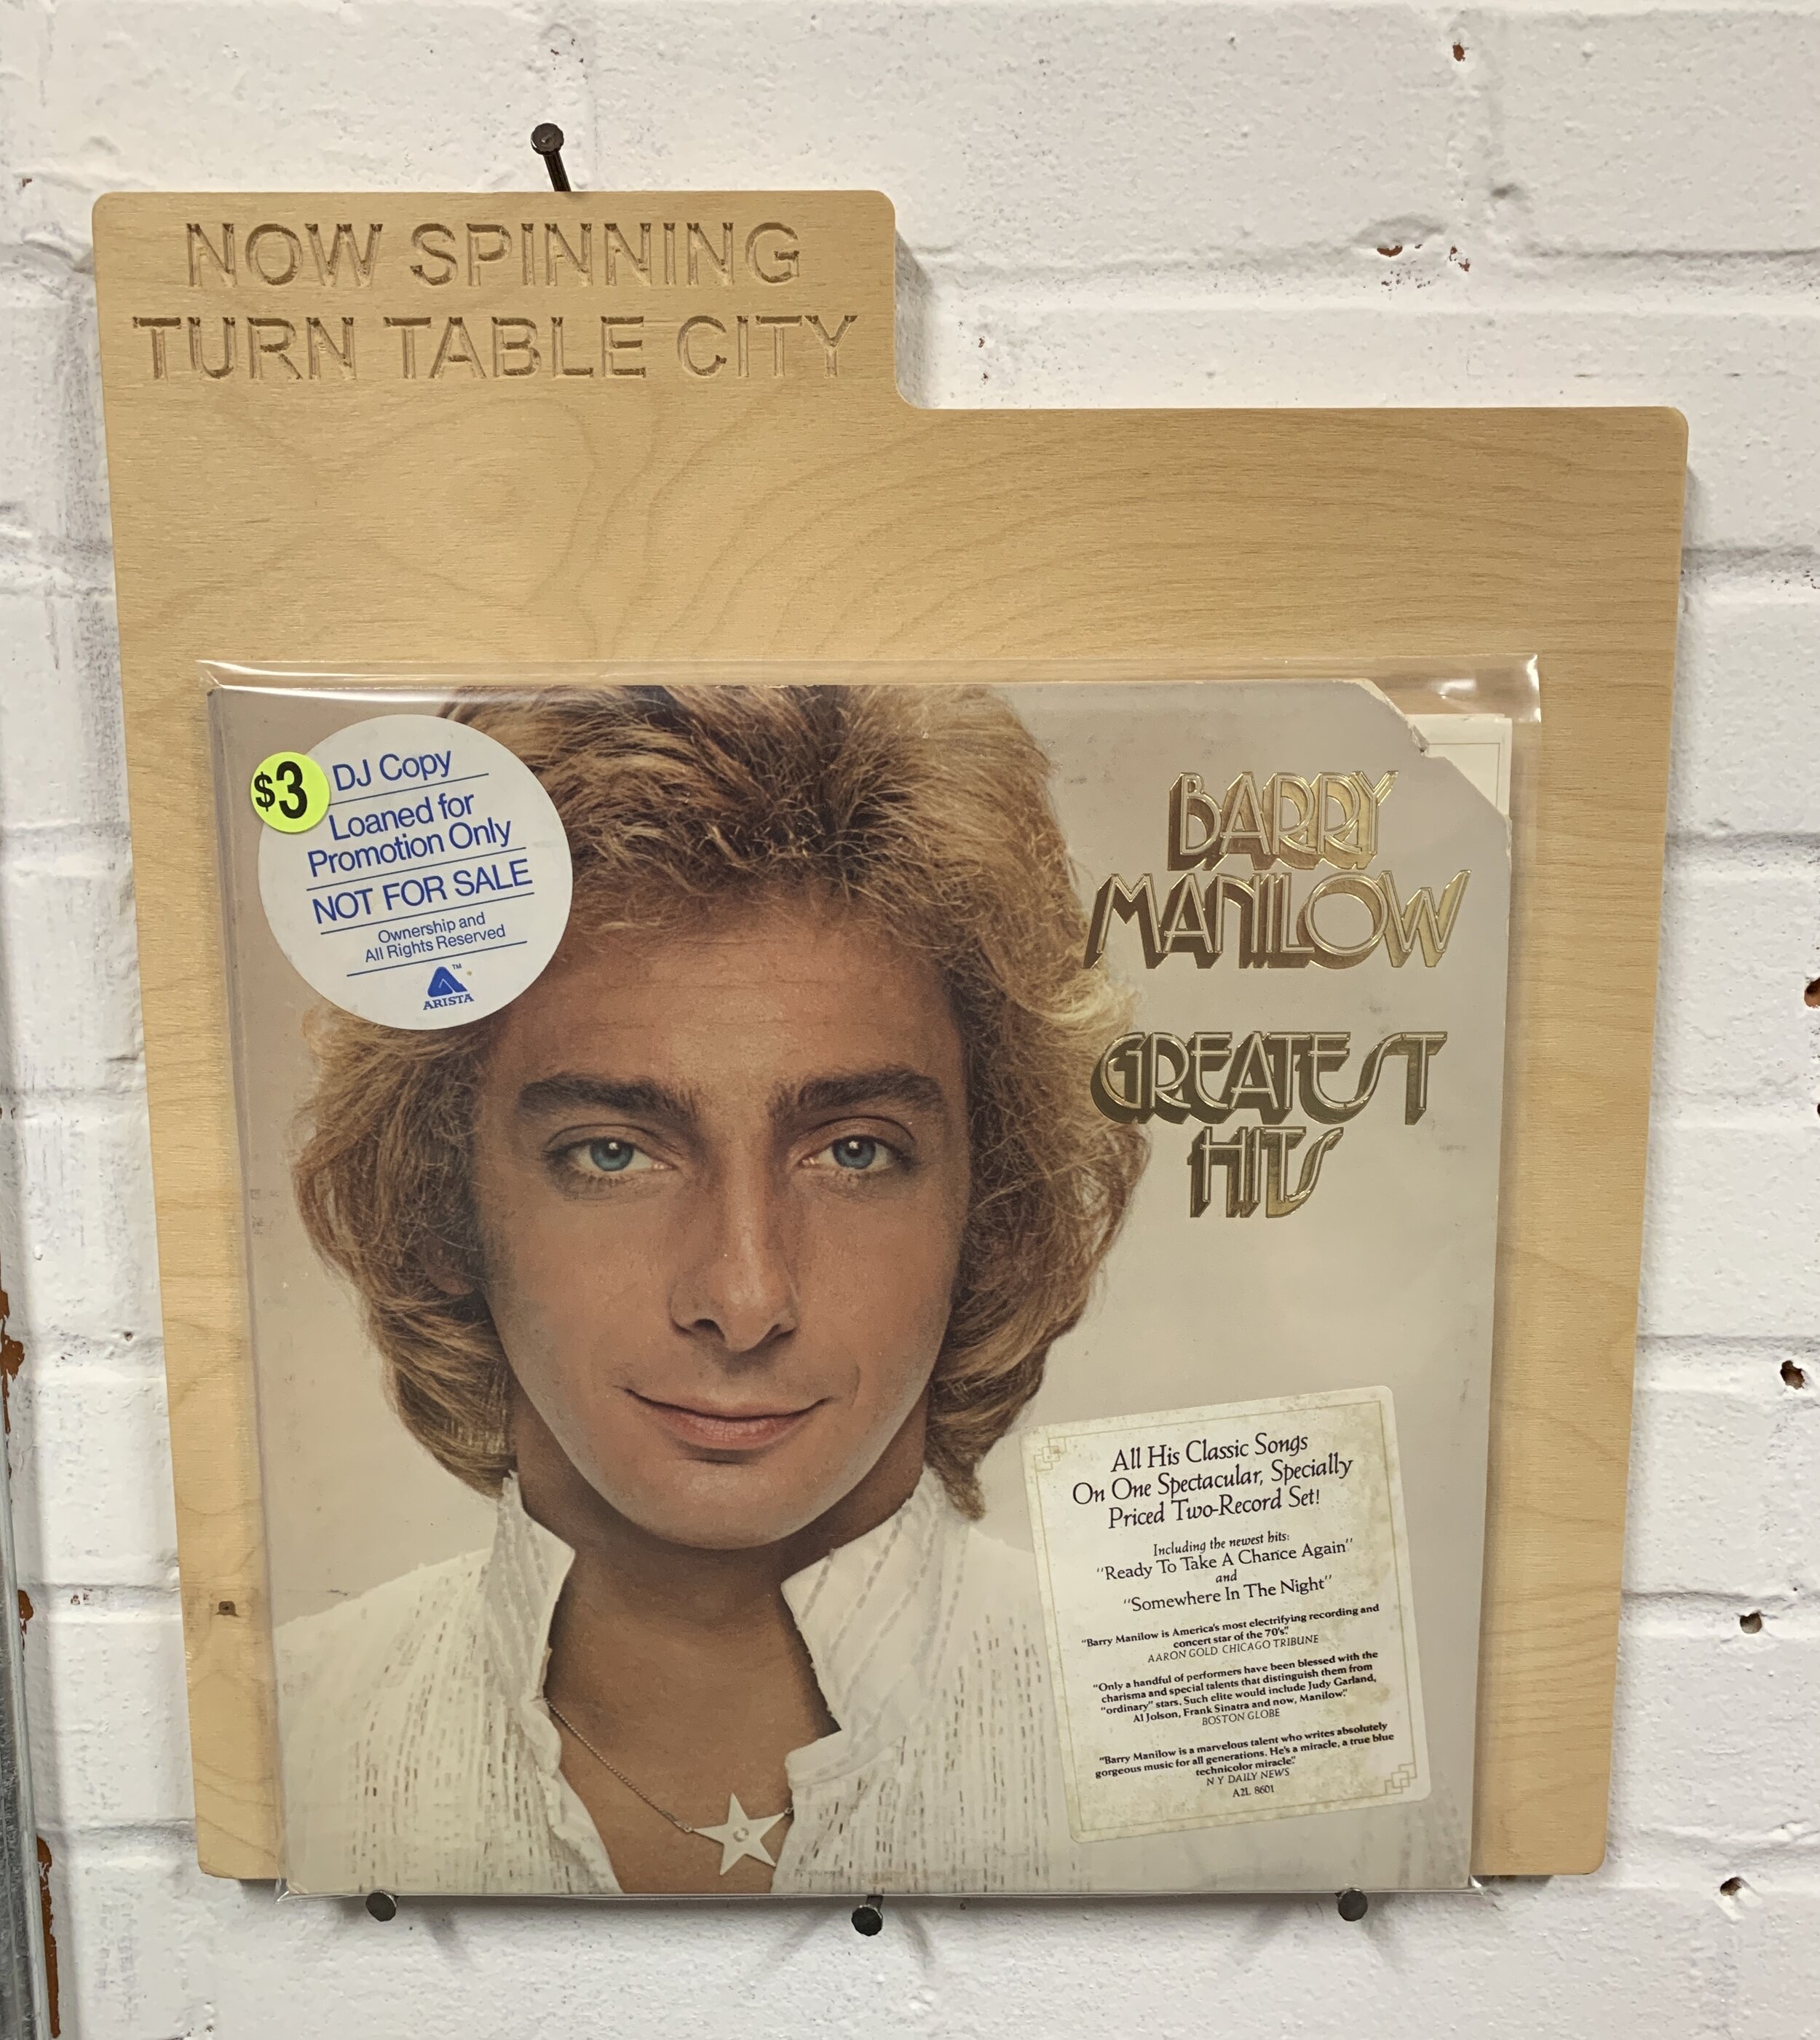 NOW SPINNING
TURN TABLE CITY
$3
DJ Copy
Loaned for
Promotion Only
NOT FOR SALE
Ownership and
All Rights Reserved
TM
ARISTA
BARRY
MANILOW
GREATEST
HITS
All His Classic Songs
On One Spectacular, Specially
Priced Two-Record Set!
Including the newest hits:
"Ready To Take A Chance Again"
and
"Somewhere In The Night"
"Barry Manilow is America's most electrifying recording and
concert star of the 70's."
AARON GOLD CHICAGO TRIBUNE
"Only a handful of performers have been blessed with the
charisma and special talents that distinguish them from
"ordinary" stars. Such elite would include Judy Garland,
Al Jolson, Frank Sinatra and now, Manilow."
BOSTON GLOBE
"Barry Manilow is a marvelous talent who writes absolutely
gorgeous music for all generations. He's a miracle, a true blue
technicolor miracle."
N Y DAILY NEWS
A2L 8601